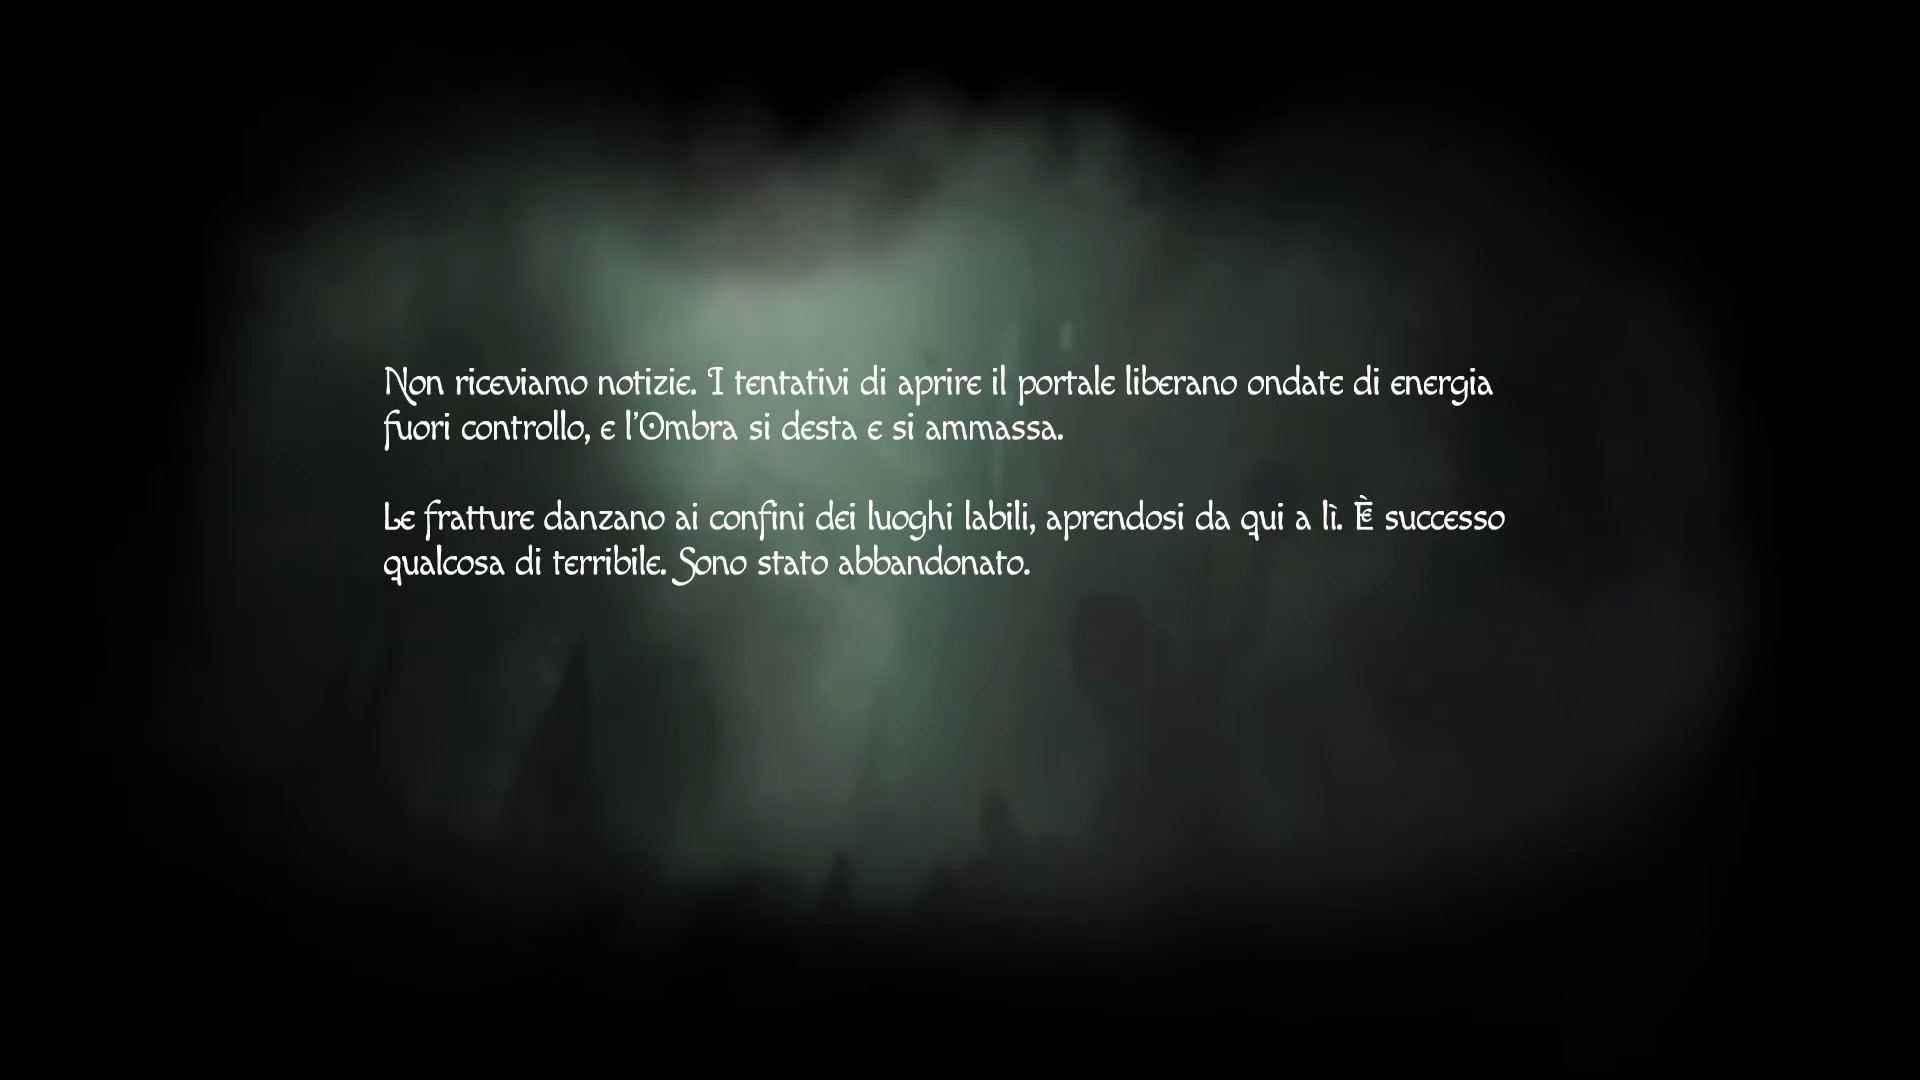 Non riceviamo notizie. I tentativi di aprire il portale liberano ondate di energia
fuori controllo, e l'Ombra si desta e si ammassa.
Le fratture danzano ai confini dei luoghi labili, aprendosi da qui a lì. È successo
qualcosa di terribile. Sono stato abbandonato.